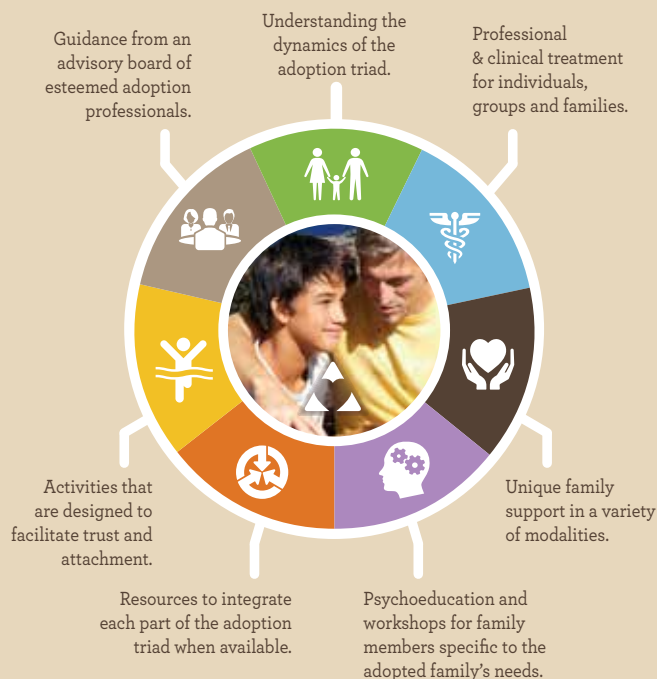 Understanding the
dynamics of the
adoption triad.
Professional
& clinical treatment
for individuals,
groups and families.
Unique family
support in a variety
of modalities.
Psychoeducation and
workshops for family
members specific to the
adopted family's needs.
Resources to integrate
each part of the adoption
triad when available.
Activities that
are designed to
facilitate trust and
attachment.
Guidance from an
advisory board of
esteemed adoption
professionals.